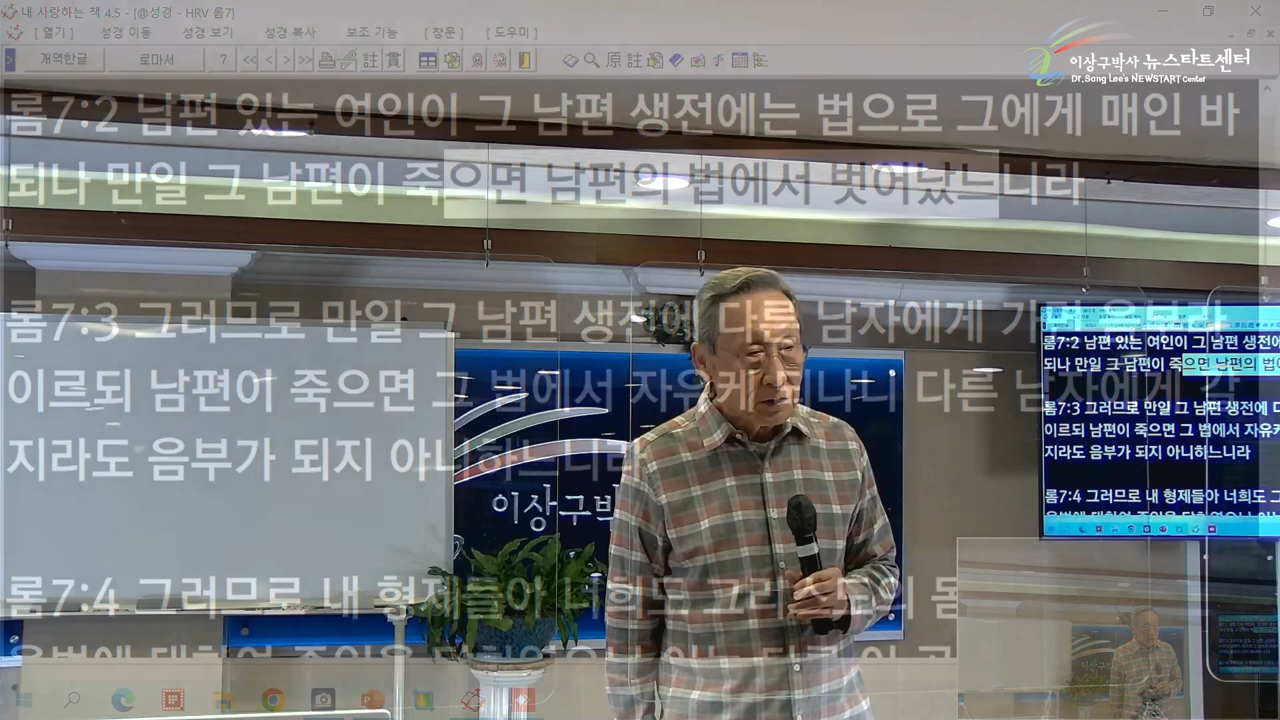 내 사랑하는 책 4.5 - [@성경 - HRV 롬7]
[ 열기 ] 성경 이동 성경 보기 성경 복사 보조 기능 [ 창문 ] [ 도우미 ]
개역한글 로마서 7 << < > >>
原 註
이상구박사 뉴스타트센터
Dr.Sang Lee's NEWSTART Center
롬7:2 남편 있는 여인이 그 남편 생전에는 법으로 그에게 매인 바
되나 만일 그 남편이 죽으면 남편의 법에서 벗어났느니라
롬7:3 그러므로 만일 그 남편 생전에 다른 남자에게 가면 음부라
이르되 남편이 죽으면 그 법에서 자유케 되나니 다른 남자에게 갈
지라도 음부가 되지 아니하느니라
롬7:4 그러므로 내 형제들아 너희도 그리스도의 몸
이상구박
롬7:2 남편 있는 여인이 그 남편 생전에
되나 만일 그 남편이 죽으면 남편의 법에
롬7:3 그러므로 만일 그 남편 생전에 다
이르되 남편이 죽으면 그 법에서 자유케
지라도 음부가 되지 아니하느니라
롬7:4 그러므로 내 형제들아 너희도 그